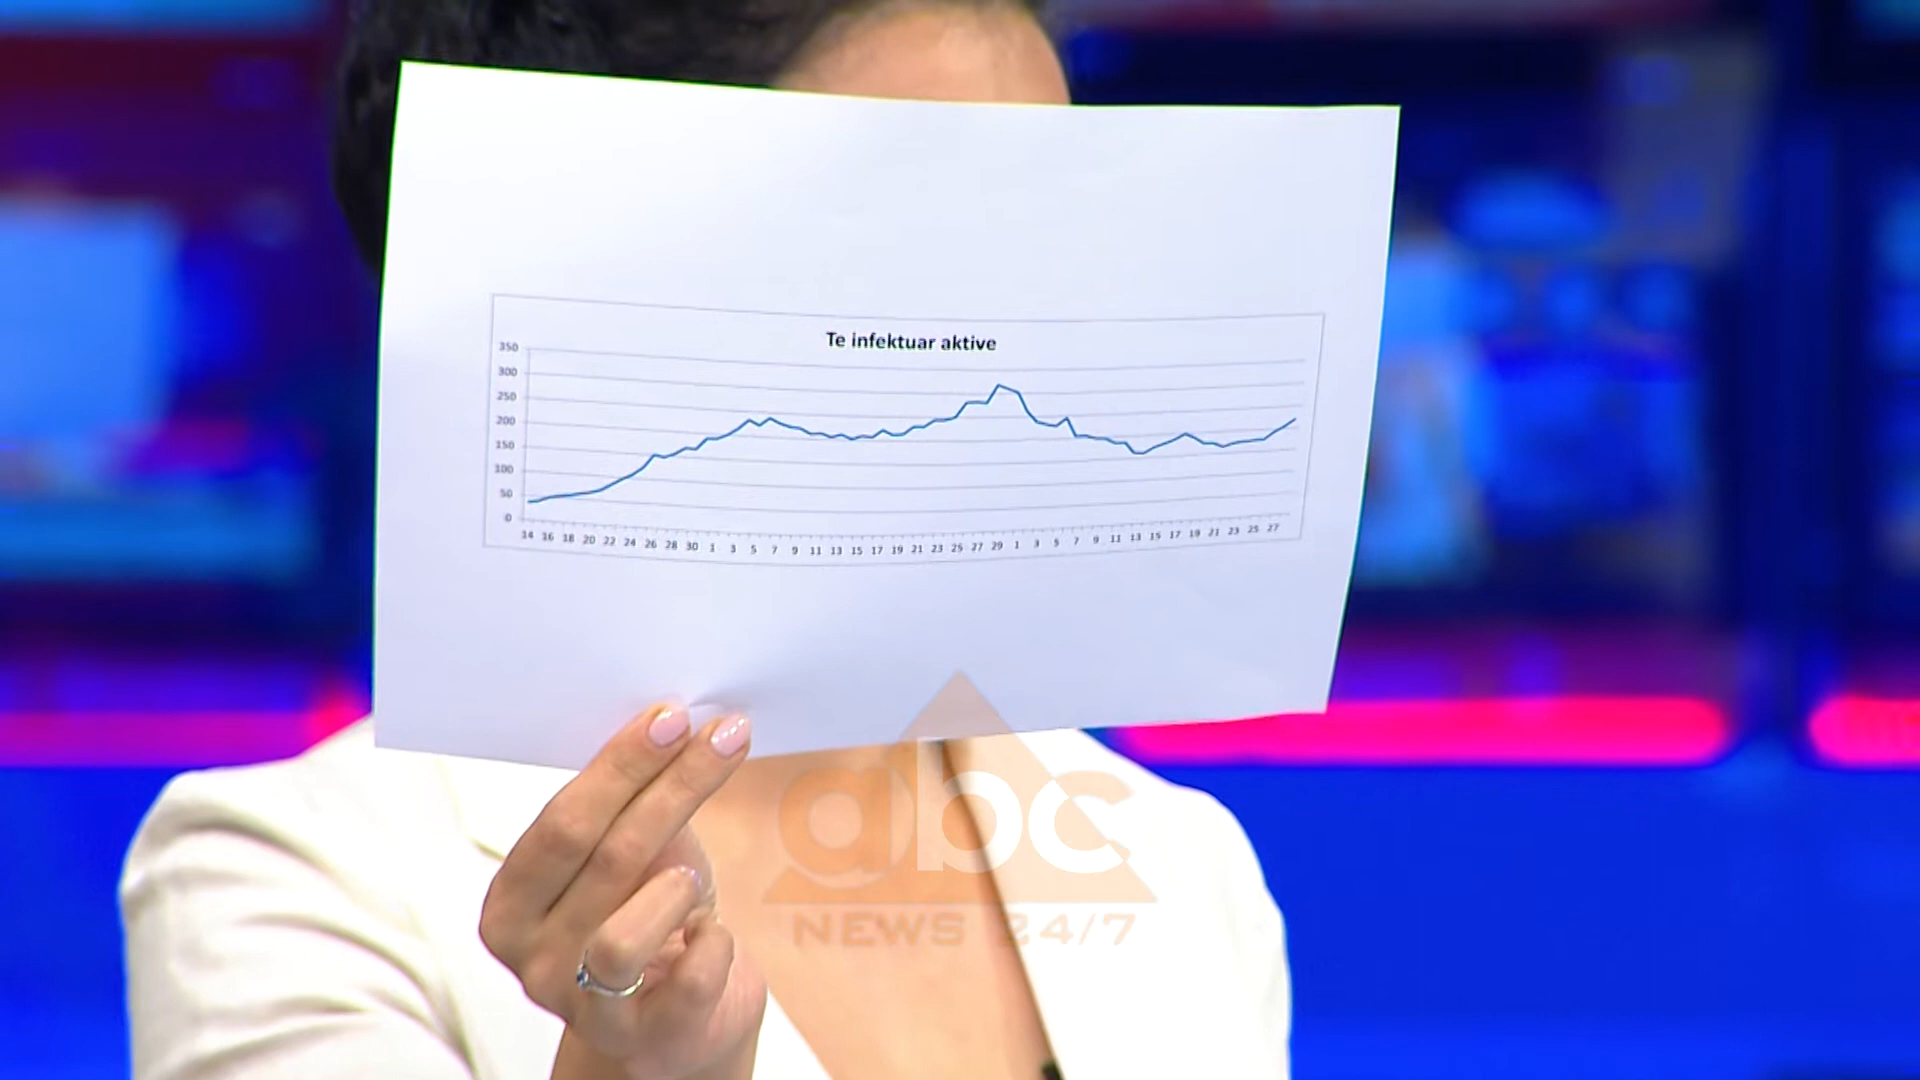 Te infektuar aktive
350
300
250
200
150
100
50
0
14 16 18 20 22 24 26 28 30 1 3 5 7 9 11 13 15 17 19 21 23 25 27 29 1 3 5 7 9 11 13 15 17 19 21 23 25 27
abc
NEWS 24/7